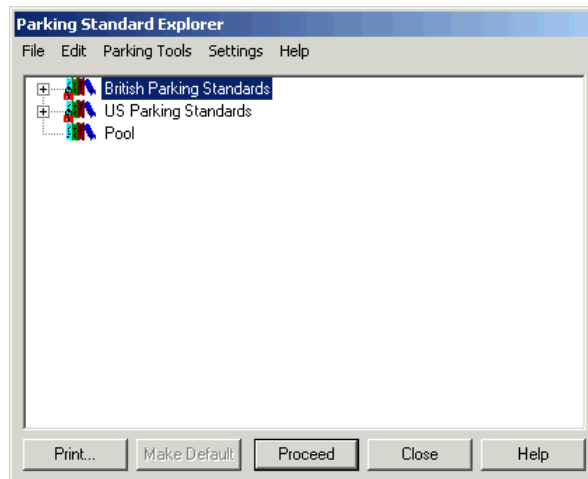 Parking Standard Explorer
File Edit Parking Tools Settings Help
British Parking Standards
US Parking Standards
Pool
Print... Make Default Proceed Close Help